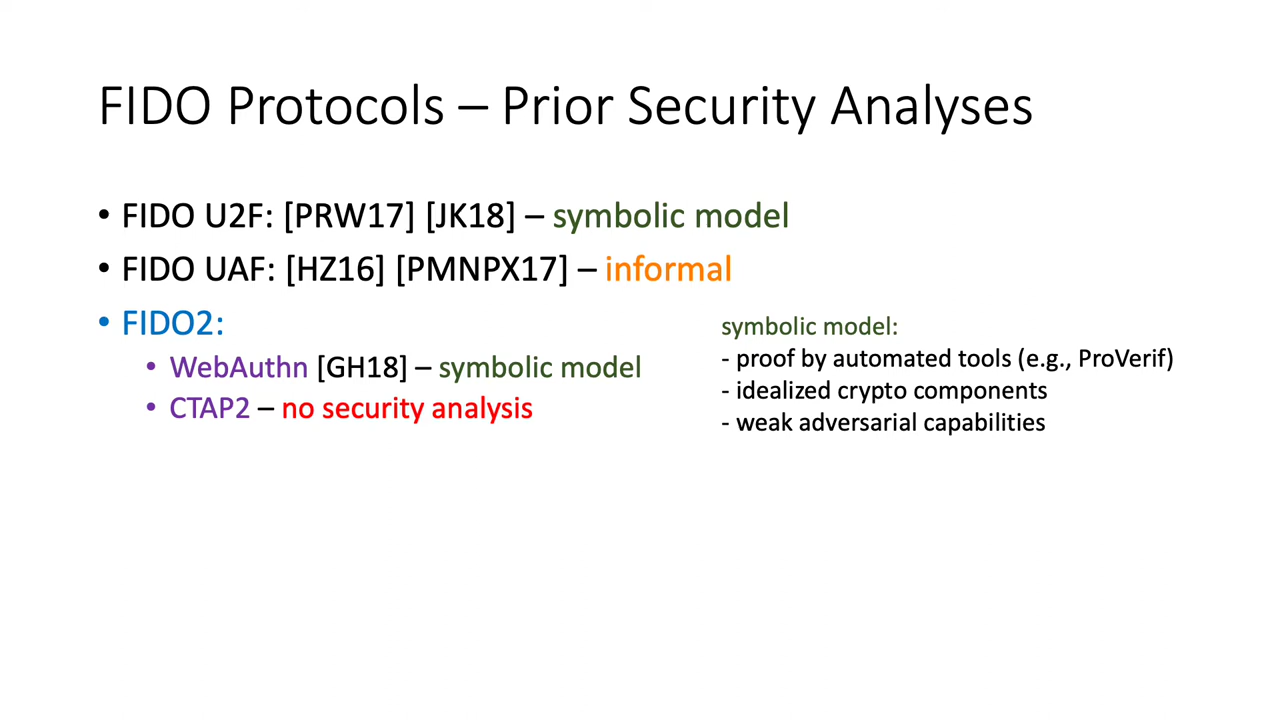 FIDO Protocols – Prior Security Analyses
• FIDO U2F: [PRW17] [JK18] – symbolic model
• FIDO UAF: [HZ16] [PMNPX17] – informal
• FIDO2:
• WebAuthn [GH18] – symbolic model
• CTAP2 – no security analysis
symbolic model:
- proof by automated tools (e.g., ProVerif)
- idealized crypto components
- weak adversarial capabilities